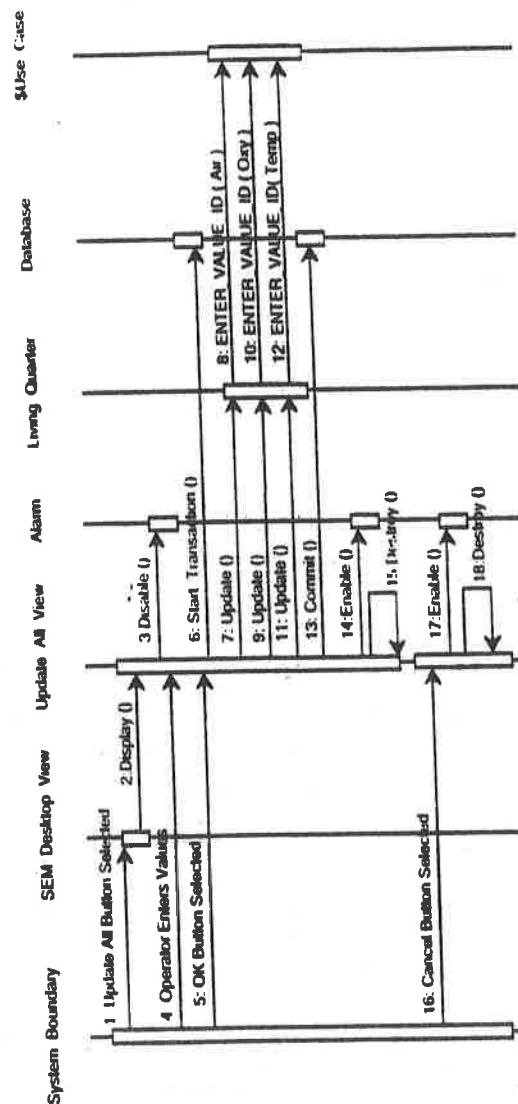 System Boundary
SEM Desktop View
Update All View
Alarm
Living Quarter
Database
$Use Case
1 Update All Button Selected
2:Display ()
3 Disable ()
4 Operator Enters Values
5: OK Button Selected
6: Start Transaction ()
7: Update ()
8: ENTER VALUE ID ( Air )
9: Update ()
10: ENTER VALUE ID ( Oxy )
11: Update ()
12: ENTER VALUE ID( Temp )
13: Commit ()
14:Enable ()
15 Destroy ()
16: Cancel Button Selected
17:Enable ()
18:Destroy ()